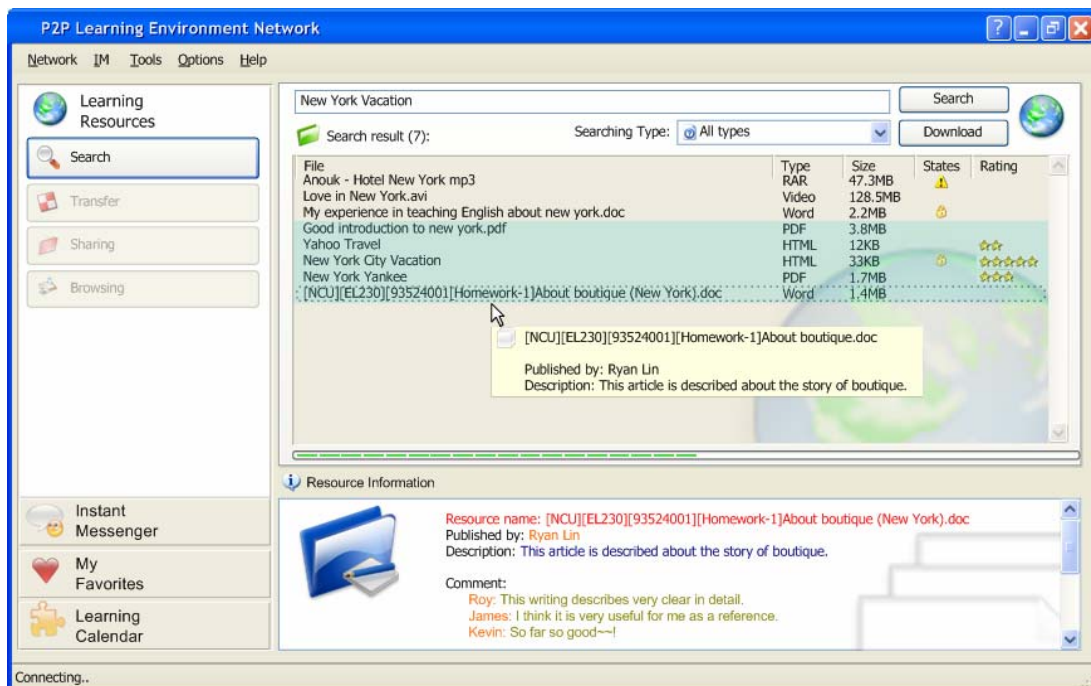 P2P Learning Environment Network
Network IM Tools Options Help
Learning
Resources
Search
Transfer
Sharing
Browsing
Instant
Messenger
My
Favorites
Learning
Calendar
New York Vacation
Search
Search result (7):
Searching Type: All types
Download
File Type Size States Rating
Anouk - Hotel New York mp3 RAR 47.3MB
Love in New York.avi Video 128.5MB
My experience in teaching English about new york.doc Word 2.2MB
Good introduction to new york.pdf PDF 3.8MB
Yahoo Travel HTML 12KB
New York City Vacation HTML 33KB
New York Yankee PDF 1.7MB
[NCU][EL230][93524001[Homework-1]About boutique (New York).doc Word 1.4MB
[NCU][EL230][93524001][Homework-1]About boutique.doc
Published by: Ryan Lin
Description: This article is described about the story of boutique.
Resource Information
Resource name: [NCU][EL230][93524001][Homework-1]About boutique (New York).doc
Published by: Ryan Lin
Description: This article is described about the story of boutique.
Comment:
Roy: This writing describes very clear in detail.
James: I think it is very useful for me as a reference.
Kevin: So far so good~~!
Connecting..